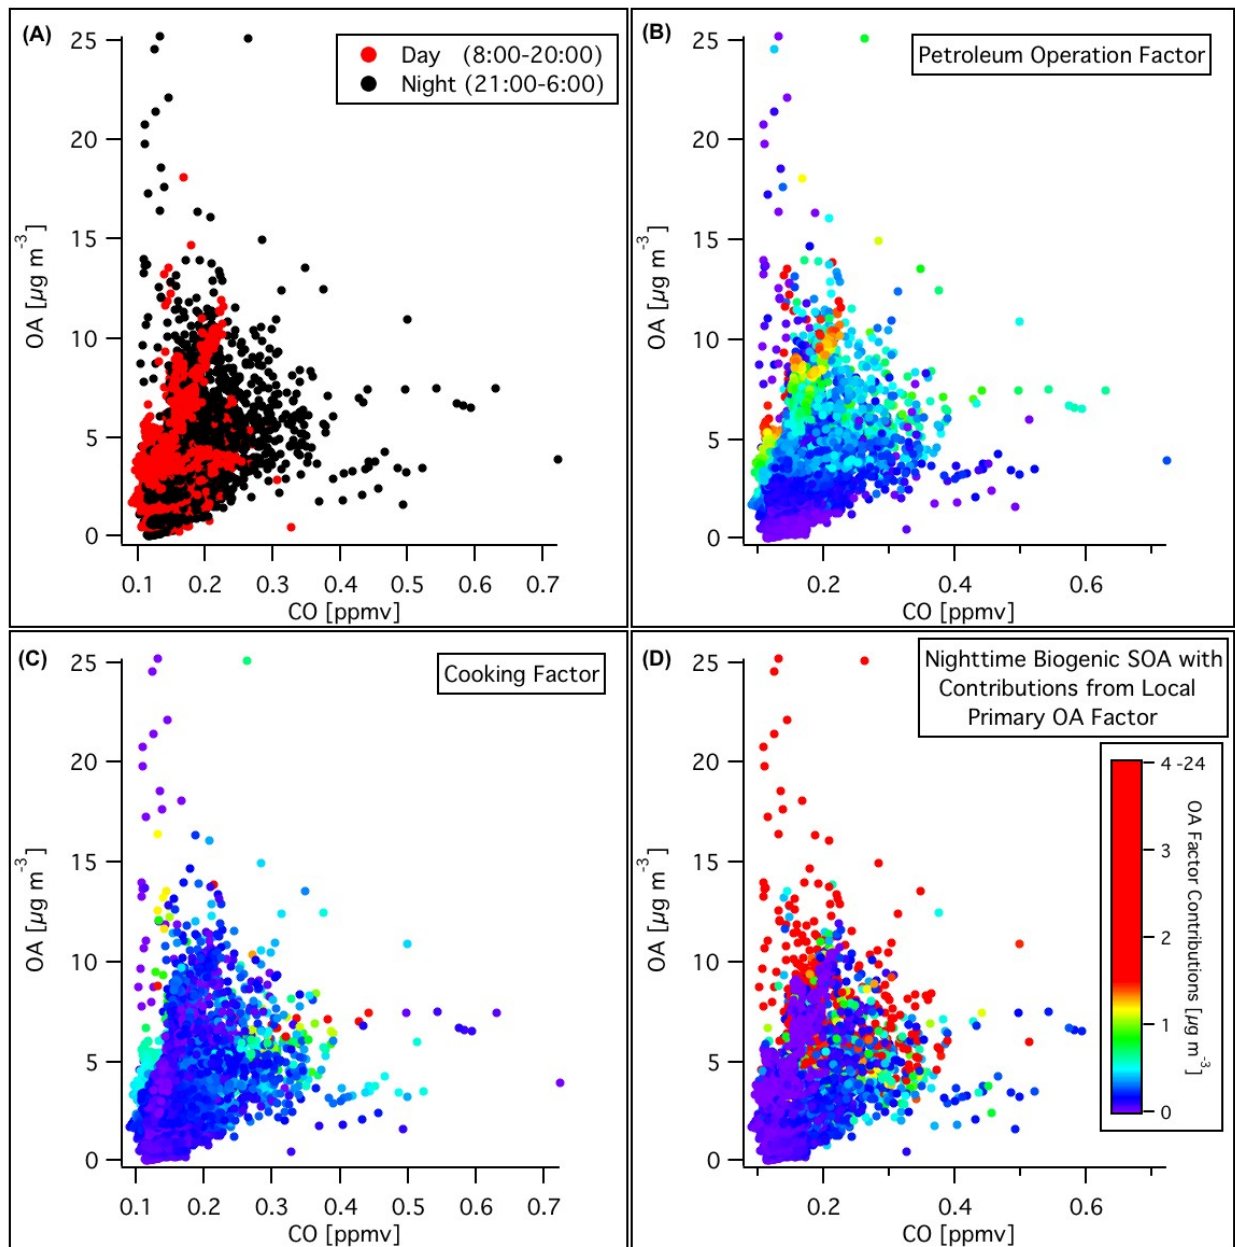 (A)
Day (8:00-20:00)
Night (21:00-6:00)
25
20
15
10
5
0
OA [µg m⁻³]
0.1 0.2 0.3 0.4 0.5 0.6 0.7
CO [ppmv]
(B)
Petroleum Operation Factor
25
20
15
10
5
0
OA [µg m⁻³]
0.2 0.4 0.6
CO [ppmv]
(C)
Cooking Factor
25
20
15
10
5
0
OA [µg m⁻³]
0.1 0.2 0.3 0.4 0.5 0.6 0.7
CO [ppmv]
(D)
Nighttime Biogenic SOA with
Contributions from Local
Primary OA Factor
25
20
15
10
5
0
OA [µg m⁻³]
0.2 0.4 0.6
CO [ppmv]
4 -24
3
2
1
0
OA Factor Contributions [µg m⁻³]